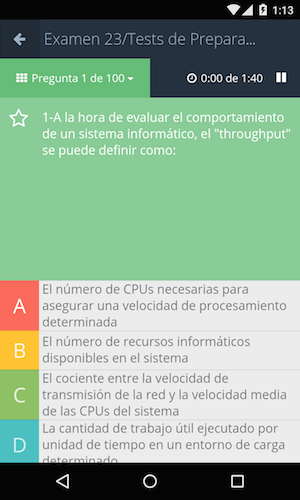 1:13
Examen 23/Tests de Prepara...
Pregunta 1 de 100
0:00 de 1:40
1-A la hora de evaluar el comportamiento
de un sistema informático, el "throughput"
se puede definir como:
A
El número de CPUs necesarias para
asegurar una velocidad de procesamiento
determinada
B
El número de recursos informáticos
disponibles en el sistema
C
El cociente entre la velocidad de
transmisión de la red y la velocidad media
de las CPUs del sistema
D
La cantidad de trabajo útil ejecutado por
unidad de tiempo en un entorno de carga
determinado